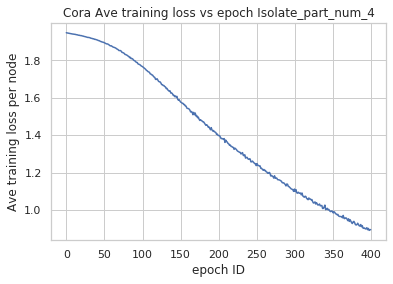 Cora Ave training loss vs epoch Isolate_part_num_4
Ave training loss per node
1.8
1.6
1.4
1.2
1.0
0 50 100 150 200 250 300 350 400
epoch ID